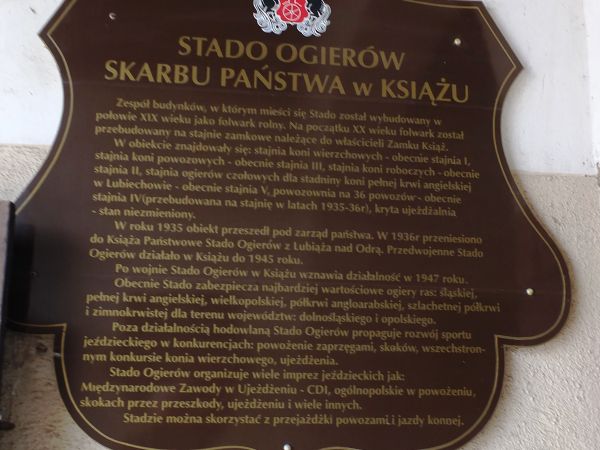 STADO OGIERÓW
SKARBU PAŃSTWA w KSIĄŻU
Zespół budynków, w którym mieści się Stado został wybudowany w
połowie XIX wieku jako folwark rolny. Na początku XX wieku folwark został
przebudowany na stajnie zamkowe należące do właścicieli Zamku Książ.
W obiekcie znajdowały się: stajnia koni wierzchowych - obecnie stajnia I,
stajnia koni powozowych - obecnie stajnia III, stajnia koni roboczych - obecnie
stajnia II, stajnia ogierów czołowych dla stadniny koni pełnej krwi angielskiej
w Lubiechowie - obecnie stajnia V, powozownia na 36 powozów - obecnie
stajnia IV(przebudowana na stajnię w latach 1935-36r), kryta ujeżdżalnia
- stan niezmieniony.
W roku 1935 obiekt przeszedł pod zarząd państwa. W 1936r przeniesiono
do Książa Państwowe Stado Ogierów z Lubiąża nad Odrą. Przedwojenne Stado
Ogierów działało w Książu do 1945 roku.
Po wojnie Stado Ogierów w Książu wznawia działalność w 1947 roku.
Obecnie Stado zabezpiecza najbardziej wartościowe ogiery ras: śląskiej,
pełnej krwi angielskiej, wielkopolskiej, półkrwi angloarabskiej, szlachetnej półkrwi
i zimnokrwistej dla terenu województw: dolnośląskiego i opolskiego.
Poza działalnością hodowlaną Stado Ogierów propaguje rozwój sportu
jeździeckiego w konkurencjach: powożenie zaprzęgami, skoków, wszechstron-
nym konkursie konia wierzchowego, ujeżdżenia.
Stado Ogierów organizuje wiele imprez jeździeckich jak:
Międzynarodowe Zawody w Ujeżdżeniu - CDI, ogólnopolskie w powożeniu,
skokach przez przeszkody, ujeżdżeniu i wiele innych.
Stadzie można skorzystać z przejażdżki powozami i jazdy konnej.